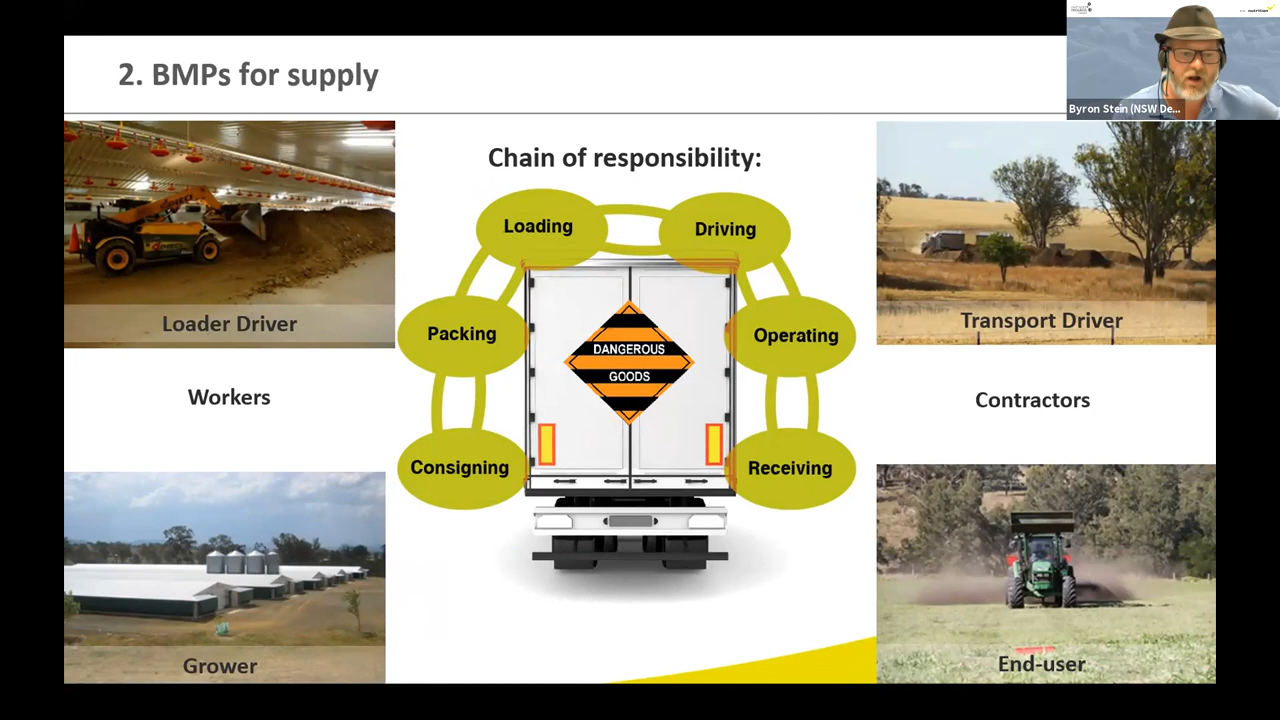 2. BMPs for supply
Byron Stein (NSW De...
Chain of responsibility:
Loading
Driving
Packing
Operating
Consigning
Receiving
DANGEROUS
GOODS
Loader Driver
Workers
Grower
Transport Driver
Contractors
End-user
nutrition